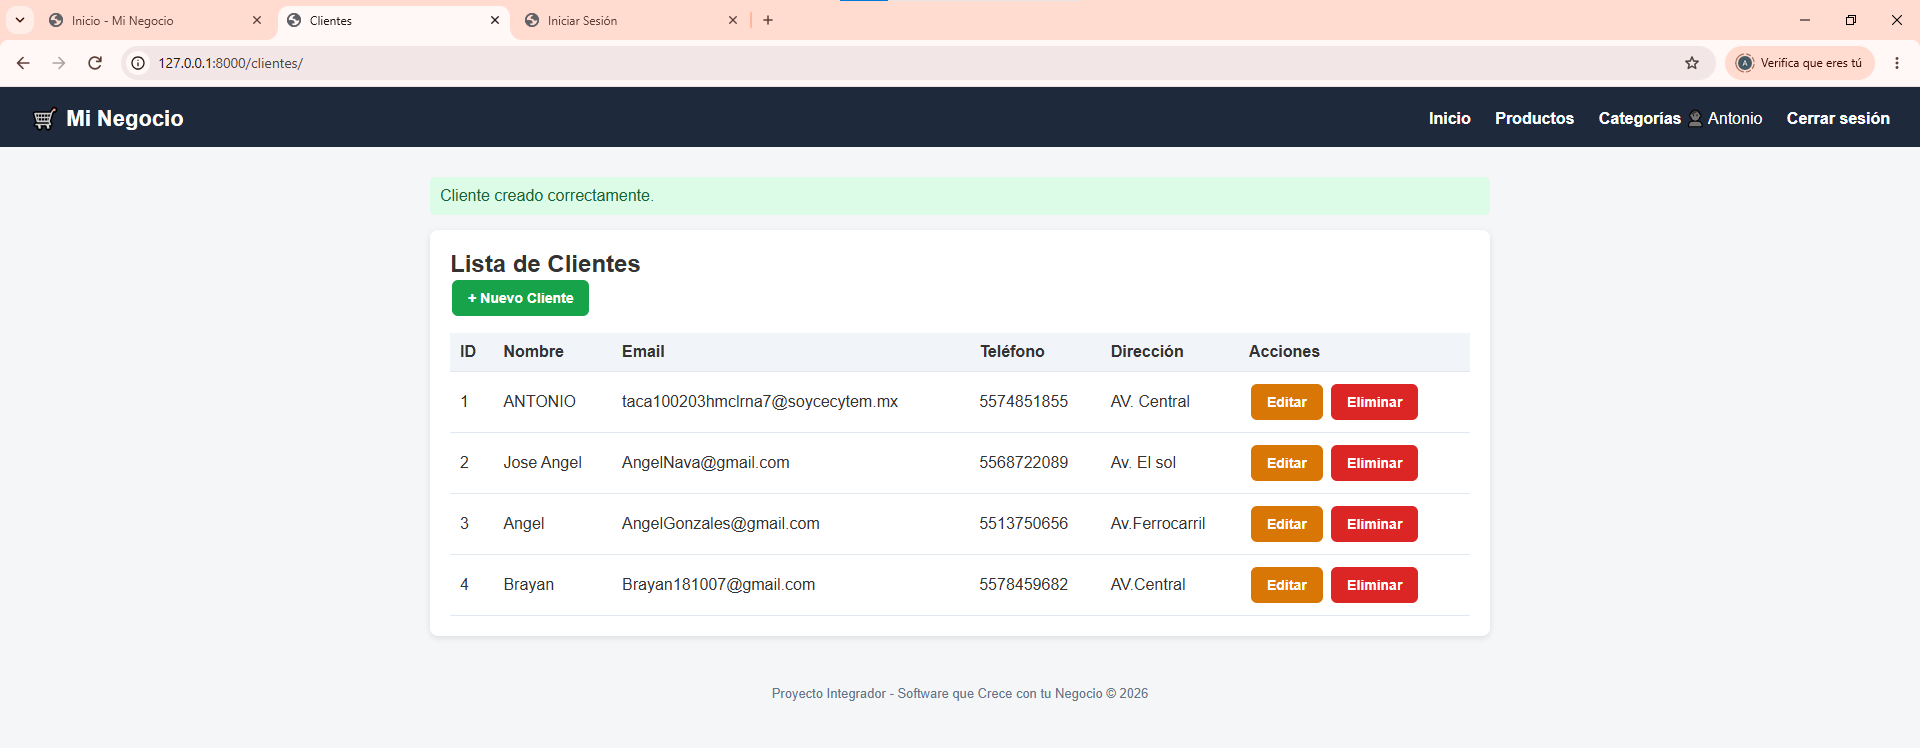 Inicio - Mi Negocio
Clientes
Iniciar Sesión
127.0.0.1:8000/clientes/
A
Verifica que eres tú
Mi Negocio
Inicio
Productos
Categorías
Antonio
Cerrar sesión
Cliente creado correctamente.
Lista de Clientes
+ Nuevo Cliente
ID Nombre Email Teléfono Dirección Acciones
1 ANTONIO taca100203hmclrna7@soycecytem.mx 5574851855 AV. Central Editar Eliminar
2 Jose Angel AngelNava@gmail.com 5568722089 Av. El sol Editar Eliminar
3 Angel AngelGonzales@gmail.com 5513750656 Av.Ferrocarril Editar Eliminar
4 Brayan Brayan181007@gmail.com 5578459682 AV.Central Editar Eliminar
Proyecto Integrador - Software que Crece con tu Negocio © 2026